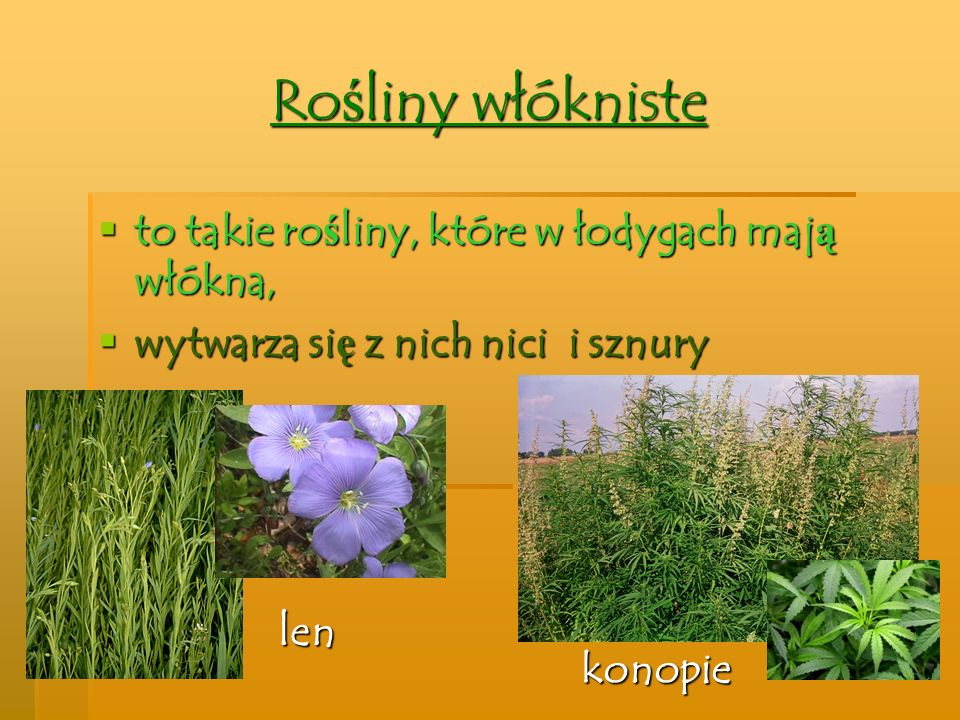 Rośliny włókniste
▪ to takie rośliny, które w łodygach mają
włókna,
▪ wytwarza się z nich nici i sznury
len
konopie